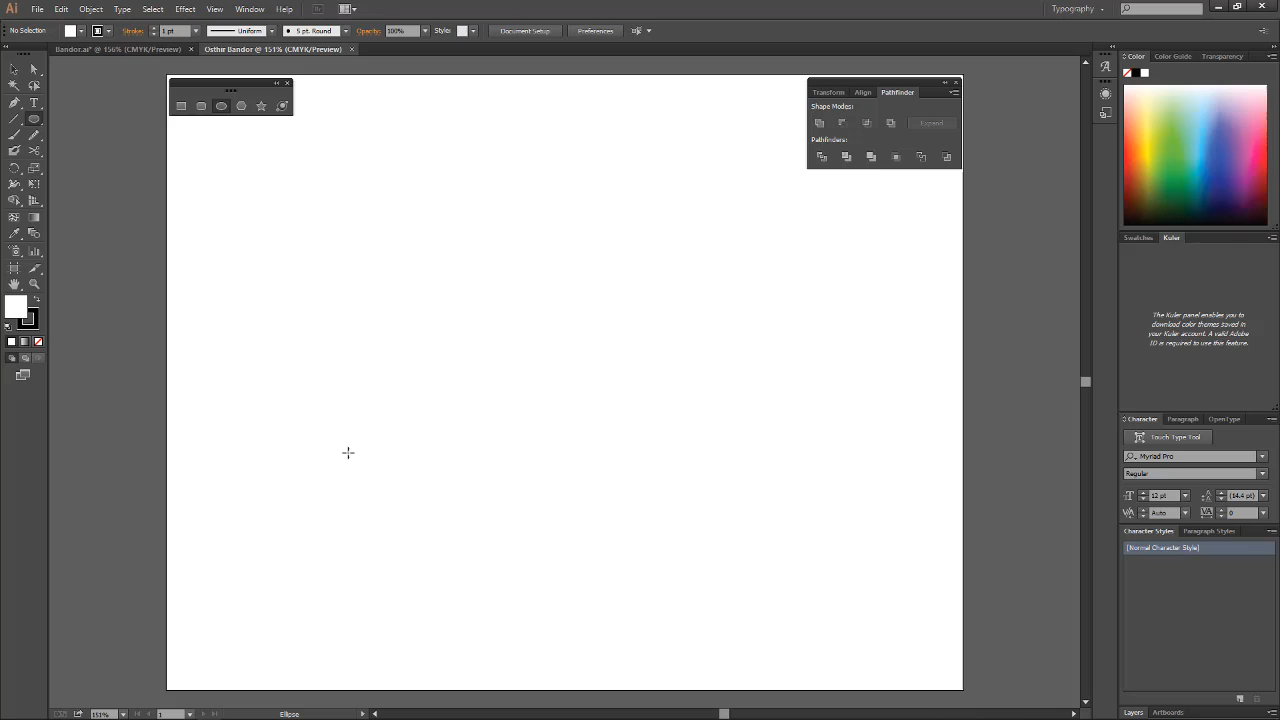 Ai File Edit Object Type Select Effect View Window Help Br Typography
No Selection Stroke: 1 pt Uniform 5 pt. Round Opacity: 100% Style: Document Setup Preferences
Bandor.ai* @ 156% (CMYK/Preview) Osthir Bandor @ 151% (CMYK/Preview)
Color Color Guide Transparency
Transform Align Pathfinder
Shape Modes:
Expand
Pathfinders:
Swatches Kuler
The Kuler panel enables you to
download color themes saved in
your Kuler account. A valid Adobe
ID is required to use this feature.
Character Paragraph OpenType
Touch Type Tool
Myriad Pro
Regular
12 pt (14.4 pt)
Auto 0
Character Styles Paragraph Styles
[Normal Character Style]
Layers Artboards
151% 1 Ellipse